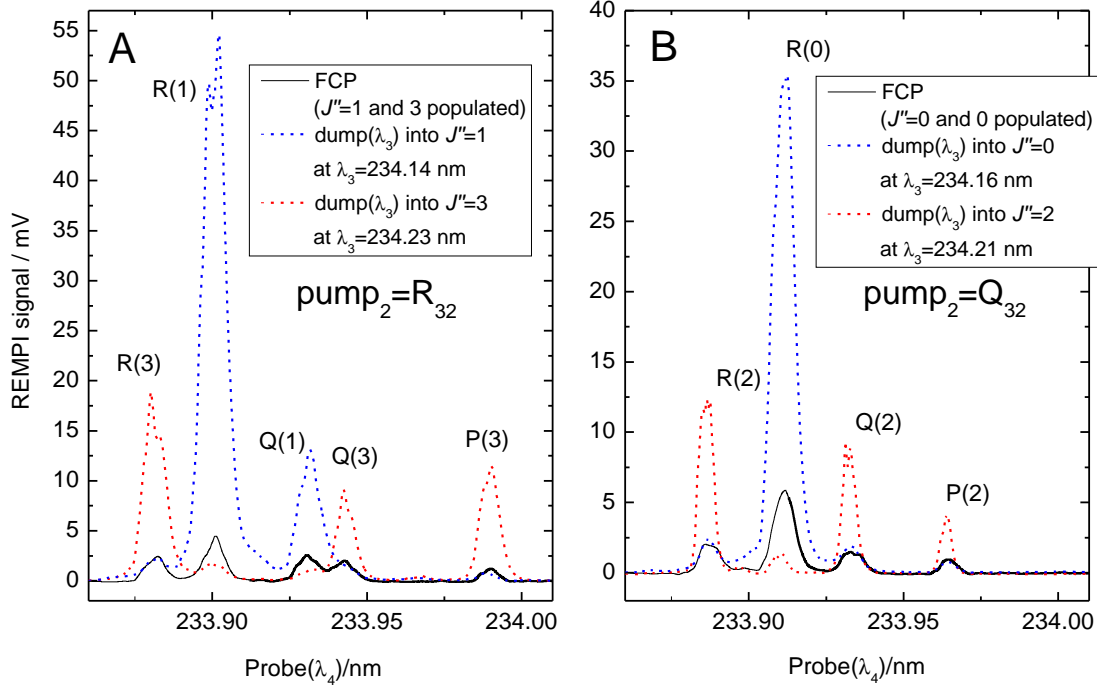 A
B
55
50
45
40
35
30
25
20
15
10
5
0
REMPI signal / mV
R(1)
R(3)
Q(1)
Q(3)
P(3)
FCP
(J''=1 and 3 populated)
dump(λ₃) into J''=1
at λ₃=234.14 nm
dump(λ₃) into J''=3
at λ₃=234.23 nm
pump₂=R₃₂
233.90
233.95
234.00
Probe(λ₄)/nm
40
35
30
25
20
15
10
5
0
R(0)
R(2)
Q(2)
P(2)
FCP
(J''=0 and 0 populated)
dump(λ₃) into J''=0
at λ₃=234.16 nm
dump(λ₃) into J''=2
at λ₃=234.21 nm
pump₂=Q₃₂
233.90
233.95
234.00
Probe(λ₄)/nm